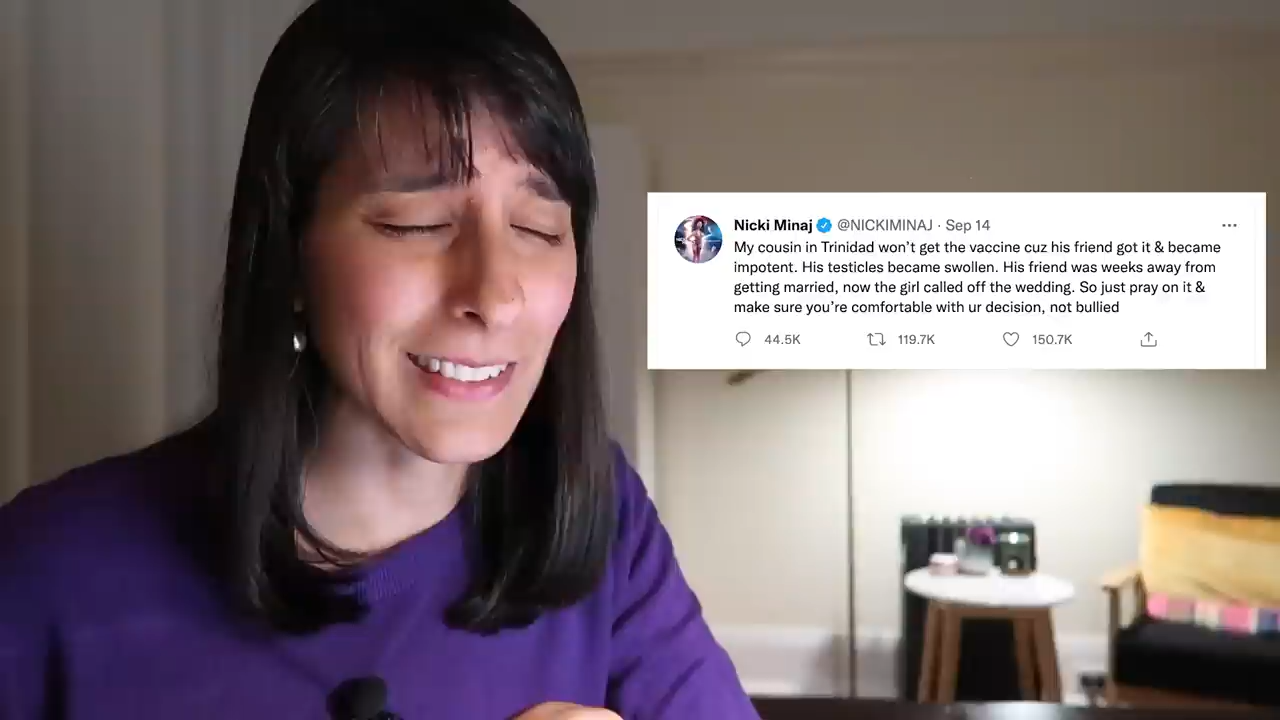 Nicki Minaj @NICKIMINAJ · Sep 14
My cousin in Trinidad won't get the vaccine cuz his friend got it & became
impotent. His testicles became swollen. His friend was weeks away from
getting married, now the girl called off the wedding. So just pray on it &
make sure you're comfortable with ur decision, not bullied
44.5K 119.7K 150.7K